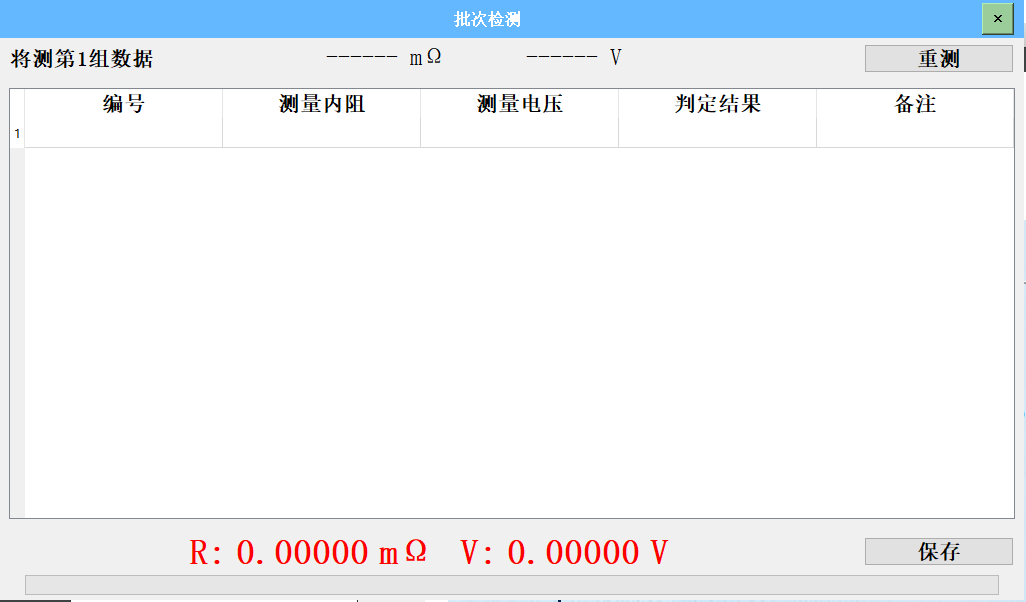 批次检测 ×
将测第1组数据 ------ mΩ ------ V 重测
编号 测量内阻 测量电压 判定结果 备注
1
R: 0.00000 mΩ V: 0.00000 V 保存